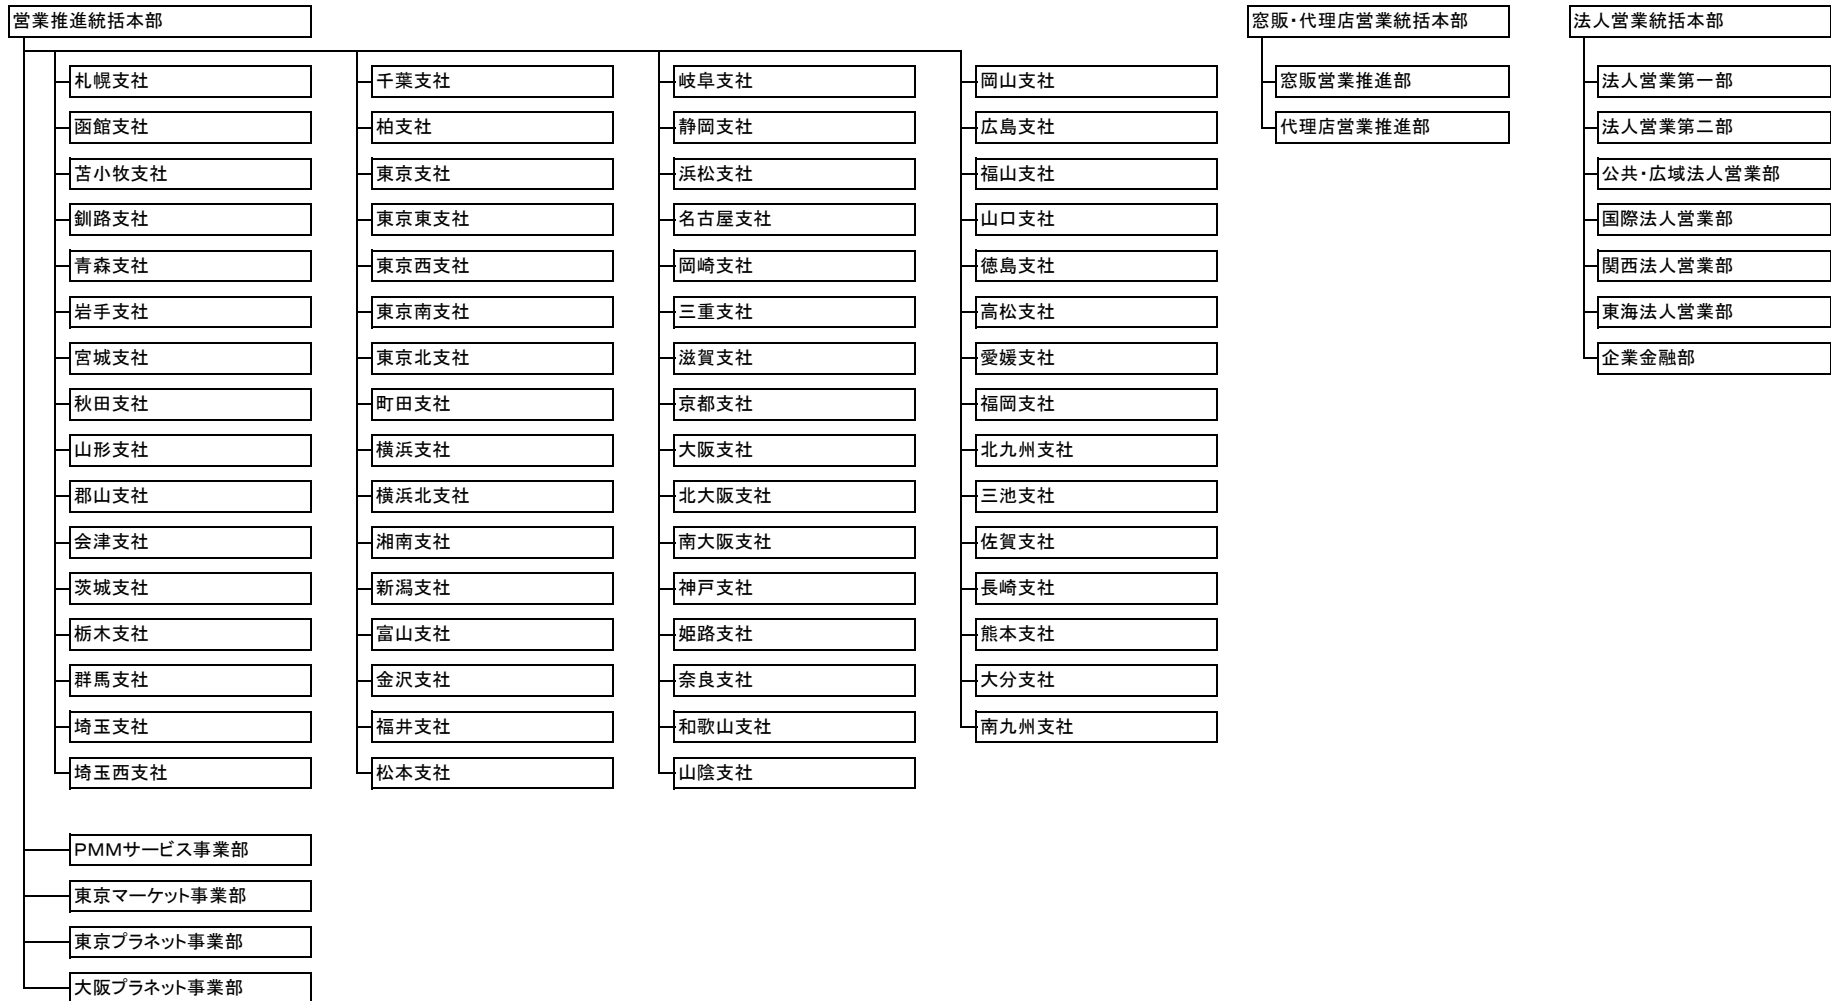 営業推進統括本部
札幌支社
函館支社
苫小牧支社
釧路支社
青森支社
岩手支社
宮城支社
秋田支社
山形支社
郡山支社
会津支社
茨城支社
栃木支社
群馬支社
埼玉支社
埼玉西支社
千葉支社
柏支社
東京支社
東京東支社
東京西支社
東京南支社
東京北支社
町田支社
横浜支社
横浜北支社
湘南支社
新潟支社
富山支社
金沢支社
福井支社
松本支社
岐阜支社
静岡支社
浜松支社
名古屋支社
岡崎支社
三重支社
滋賀支社
京都支社
大阪支社
北大阪支社
南大阪支社
神戸支社
姫路支社
奈良支社
和歌山支社
山陰支社
岡山支社
広島支社
福山支社
山口支社
徳島支社
高松支社
愛媛支社
福岡支社
北九州支社
三池支社
佐賀支社
長崎支社
熊本支社
大分支社
南九州支社
PMMサービス事業部
東京マーケット事業部
東京プラネット事業部
大阪プラネット事業部
窓販・代理店営業統括本部
窓販営業推進部
代理店営業推進部
法人営業統括本部
法人営業第一部
法人営業第二部
公共・広域法人営業部
国際法人営業部
関西法人営業部
東海法人営業部
企業金融部